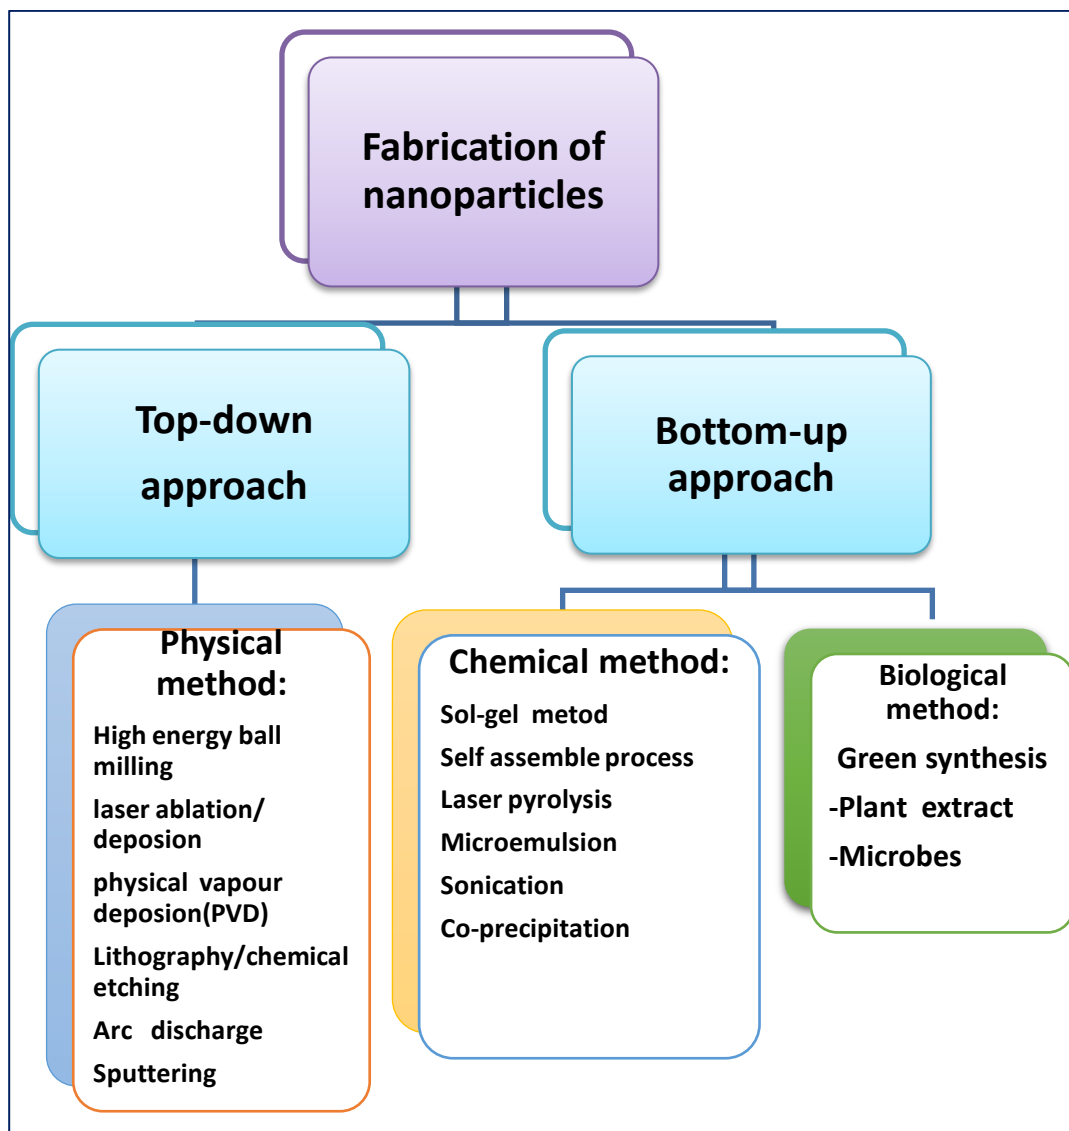 Fabrication of
nanoparticles
Top-down
approach
Bottom-up
approach
Physical
method:
High energy ball
milling
laser ablation/
deposion
physical vapour
deposion(PVD)
Lithography/chemical
etching
Arc discharge
Sputtering
Chemical method:
Sol-gel metod
Self assemble process
Laser pyrolysis
Microemulsion
Sonication
Co-precipitation
Biological
method:
Green synthesis
-Plant extract
-Microbes